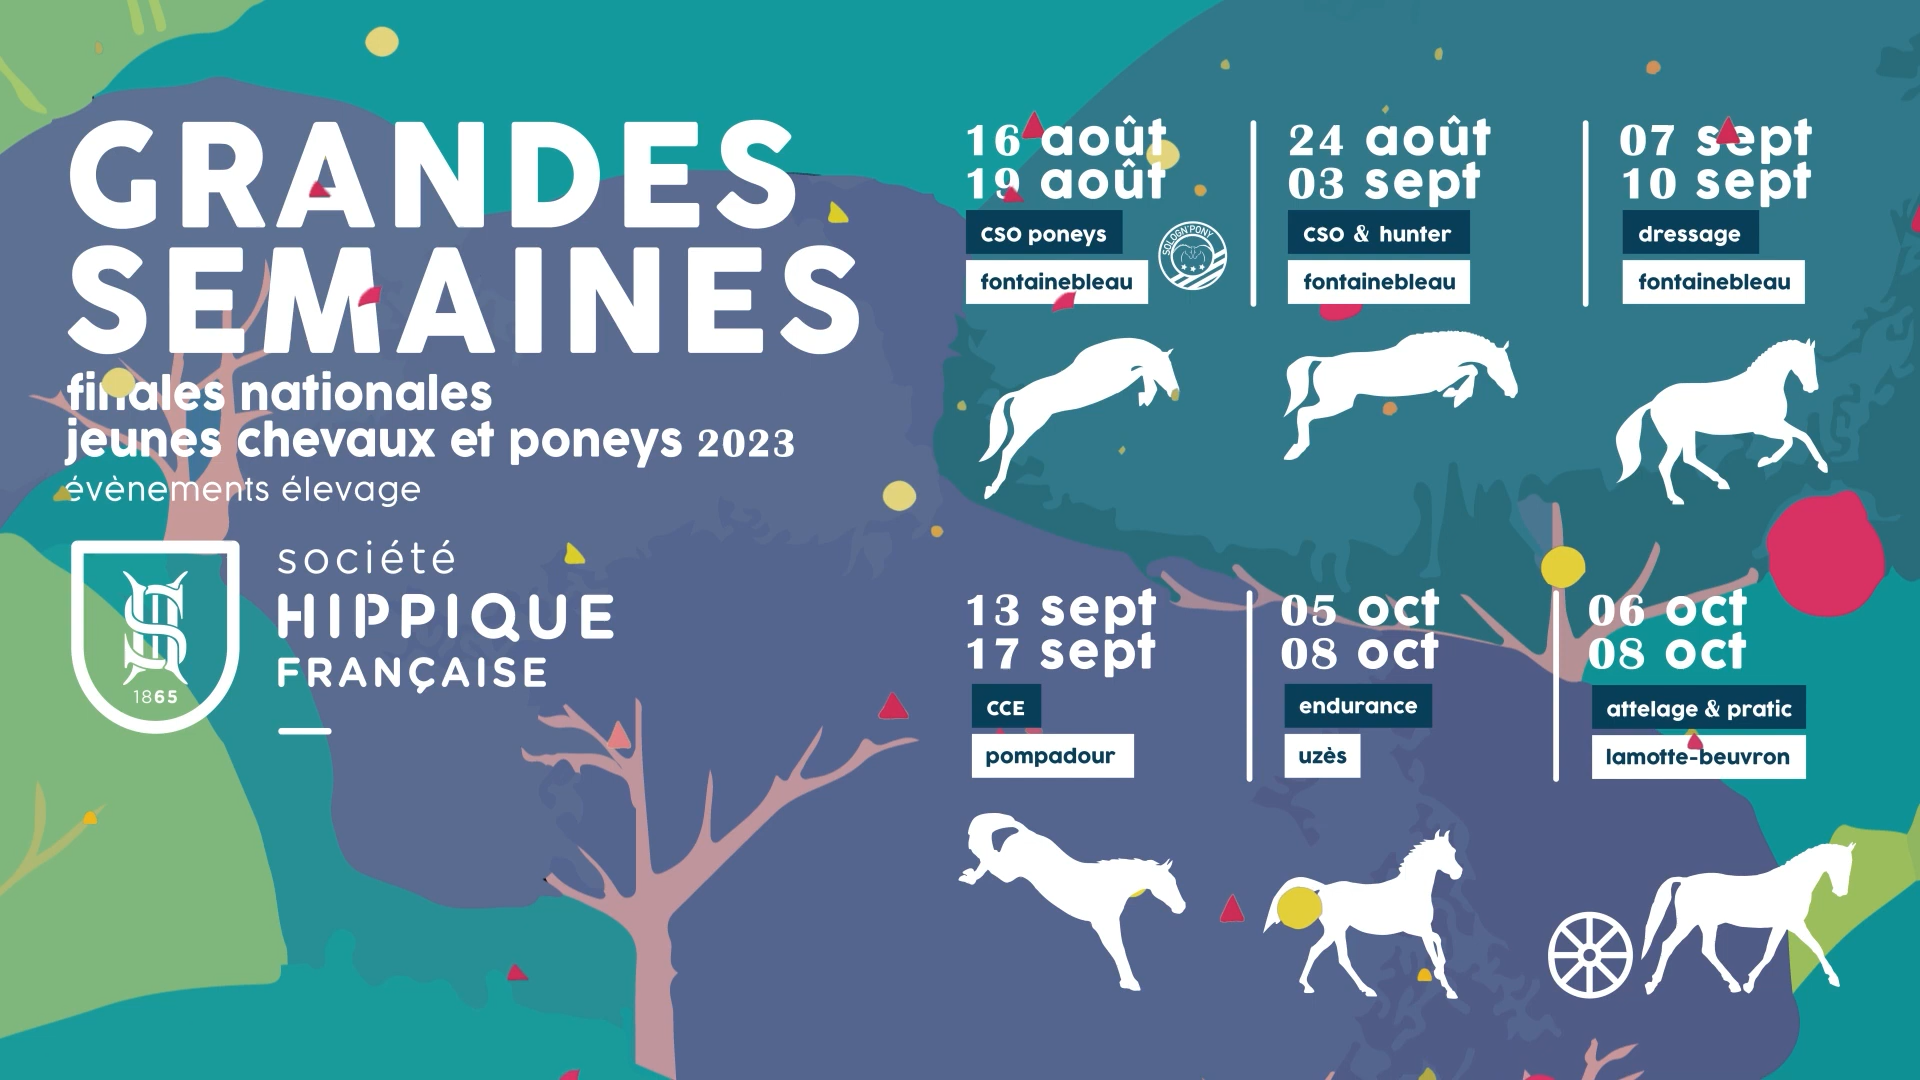 GRANDES
SEMAINES
finales nationales
jeunes chevaux et poneys 2023
évènements élevage
1865
société
HIPPIQUE
FRANÇAISE
16 août
19 août
CSO poneys
fontainebleau
SOLOGN'PONY
24 août
03 sept
CSO & hunter
fontainebleau
07 sept
10 sept
dressage
fontainebleau
13 sept
17 sept
CCE
pompadour
05 oct
08 oct
endurance
uzès
06 oct
08 oct
attelage & pratic
lamotte-beuvron